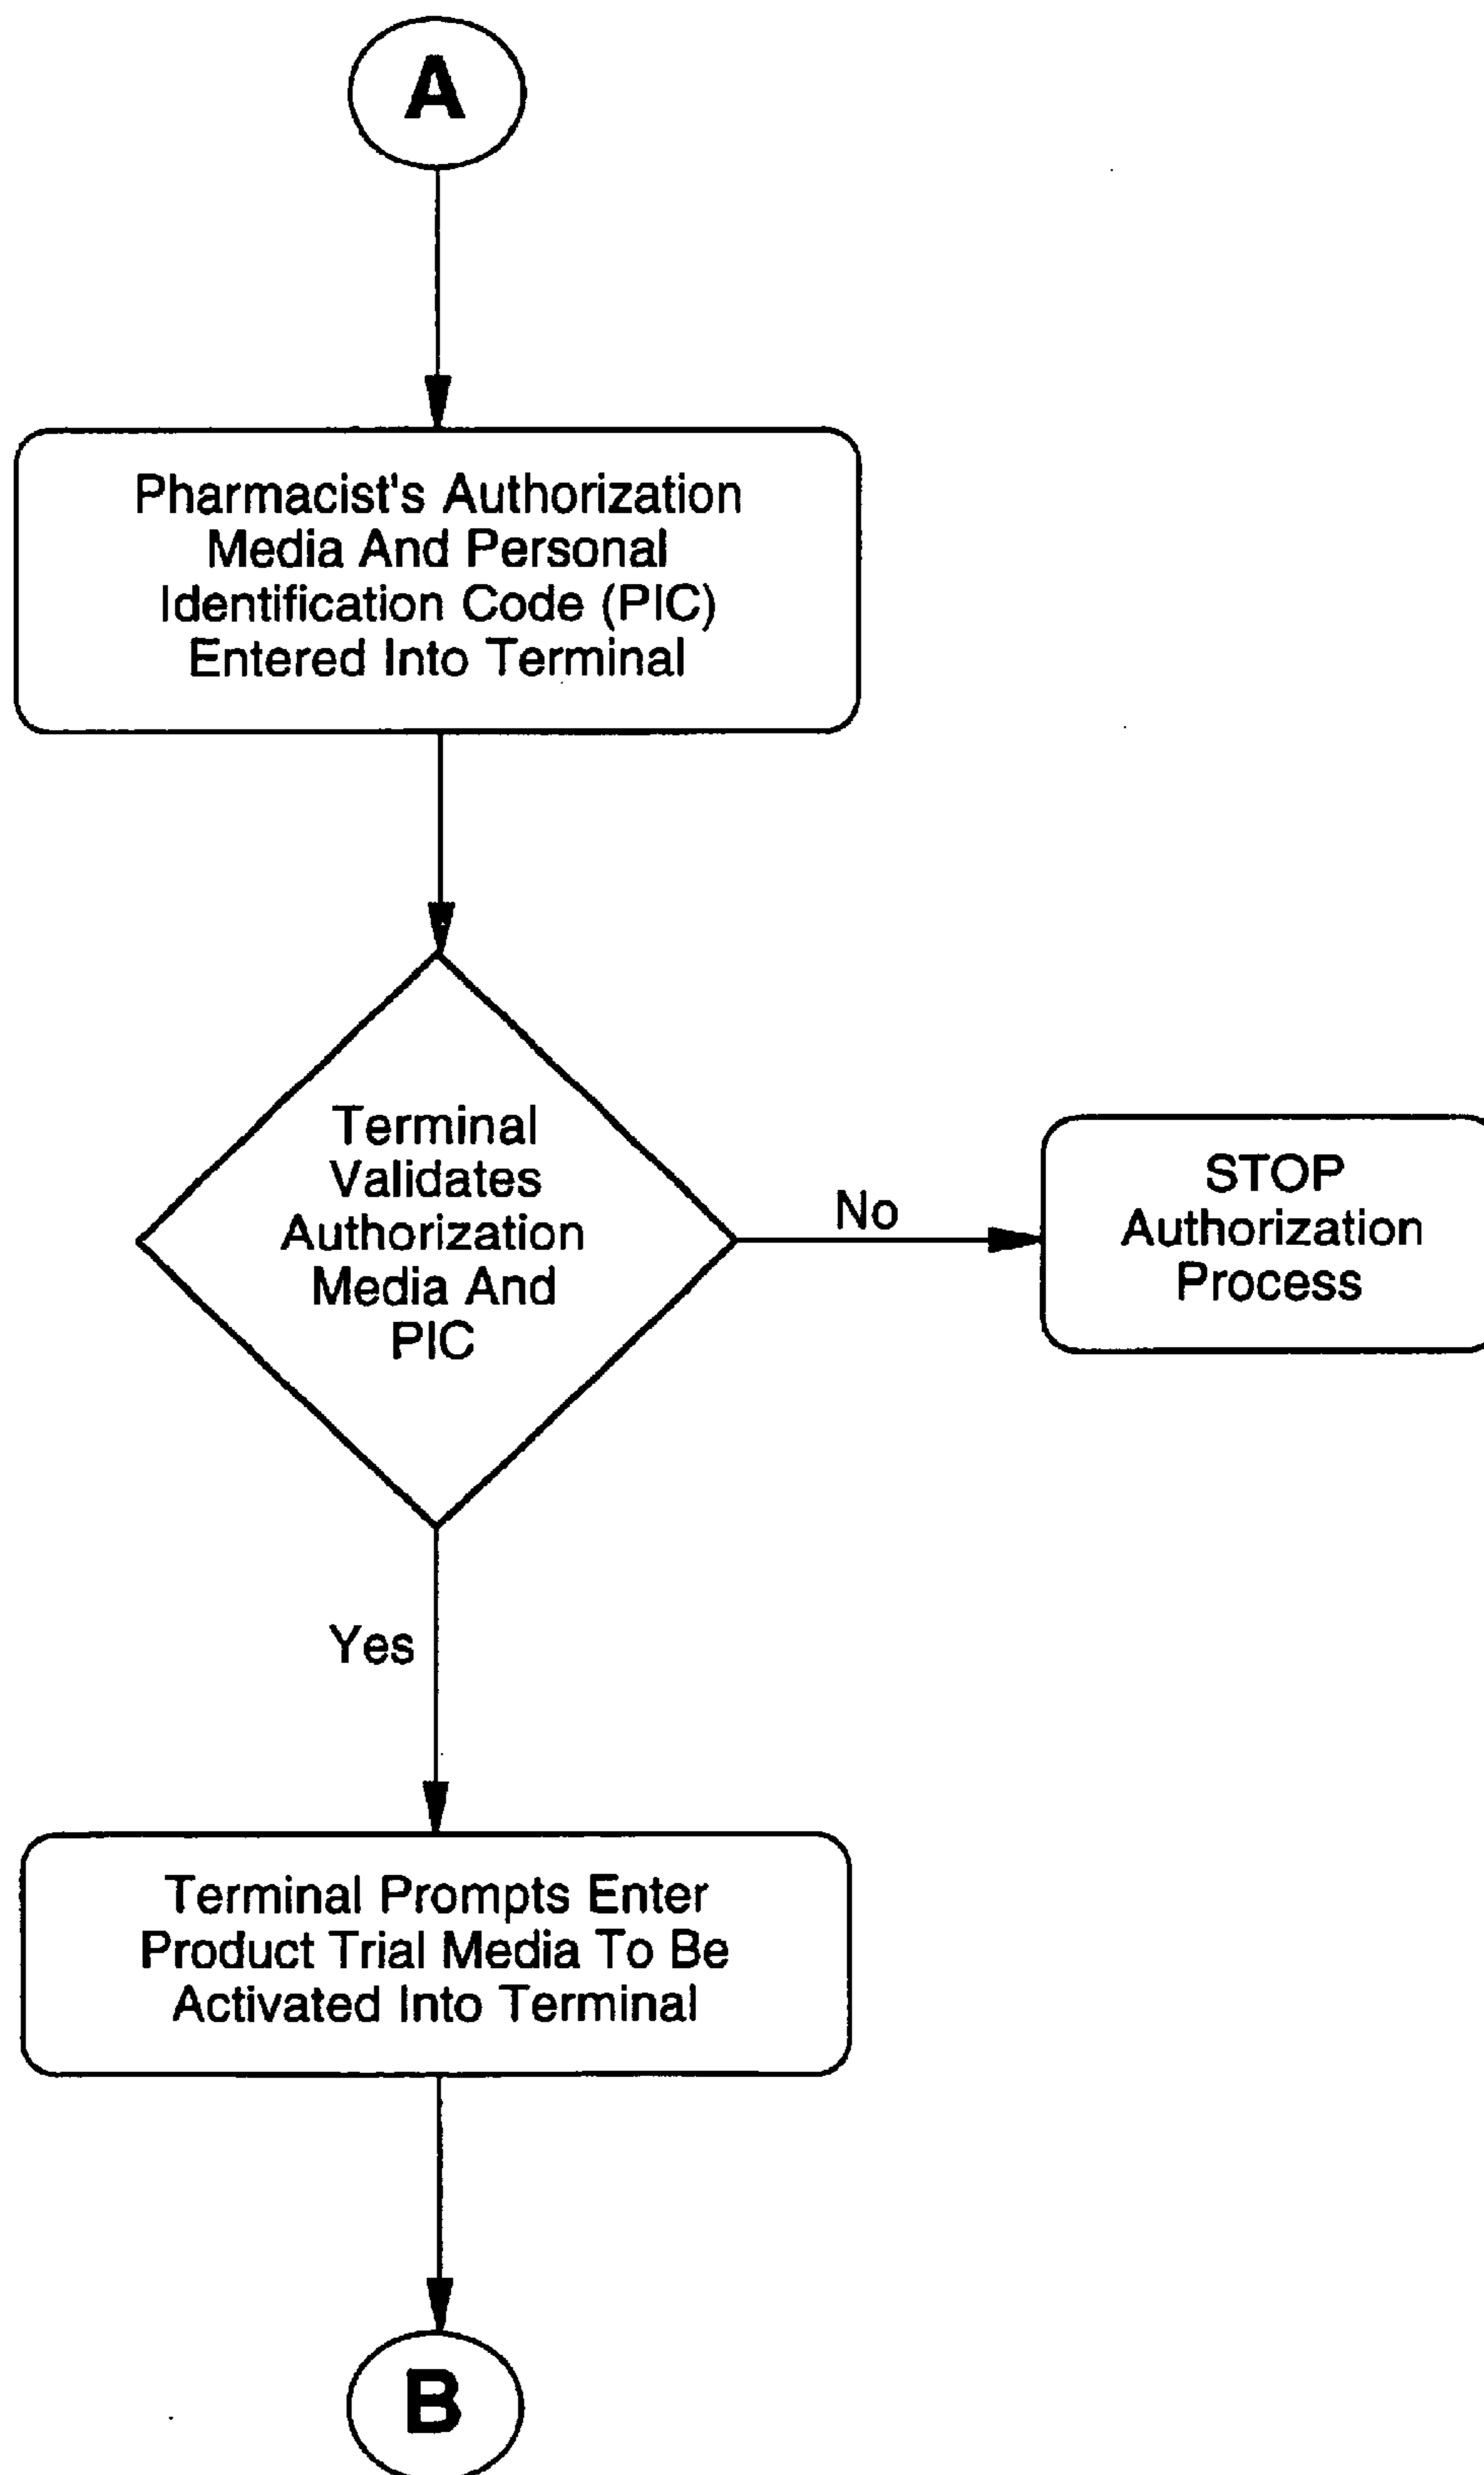 A
Pharmacist's Authorization
Media And Personal
Identification Code (PIC)
Entered Into Terminal
Terminal
Validates
Authorization
Media And
PIC
No
STOP
Authorization
Process
Yes
Terminal Prompts Enter
Product Trial Media To Be
Activated Into Terminal
B